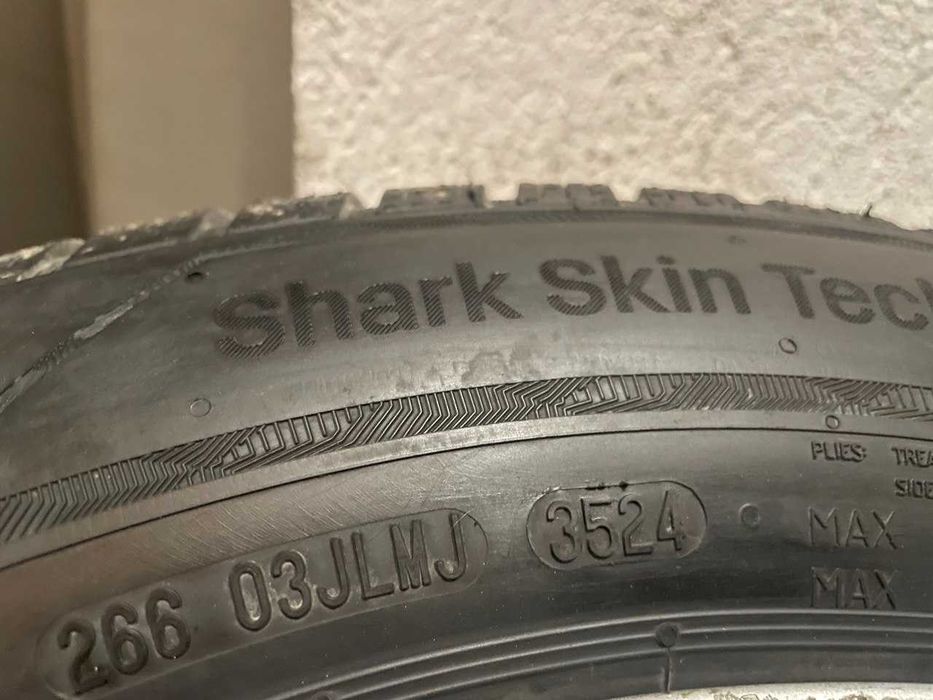 Shark Skin Tec
PLIES: TREA
SIDE
MAX
MAX
266 03JLMJ 3524